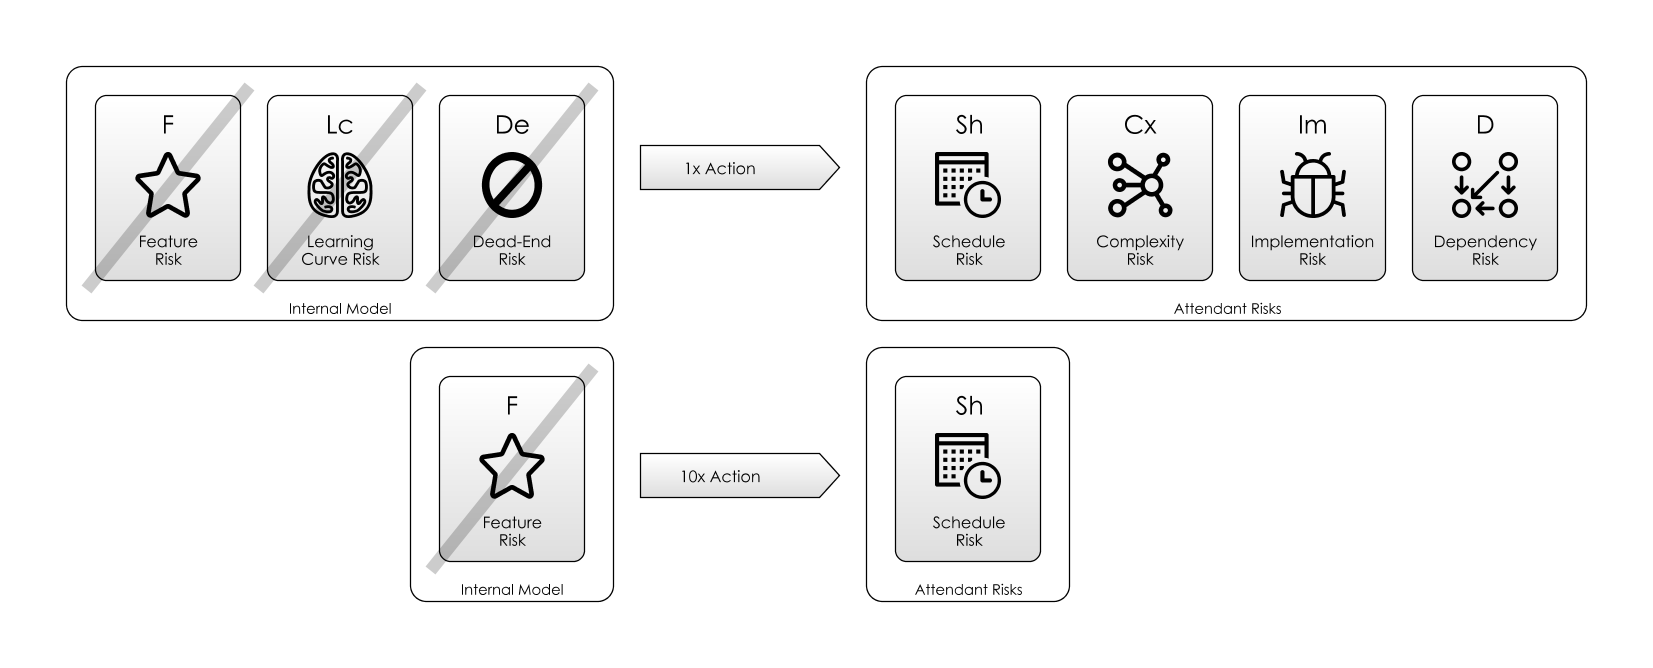 F
Lc
De
Feature
Risk
Learning
Curve Risk
Dead-End
Risk
Internal Model
1x Action
Sh
Cx
Im
D
Schedule
Risk
Complexity
Risk
Implementation
Risk
Dependency
Risk
Attendant Risks
F
Feature
Risk
Internal Model
10x Action
Sh
Schedule
Risk
Attendant Risks